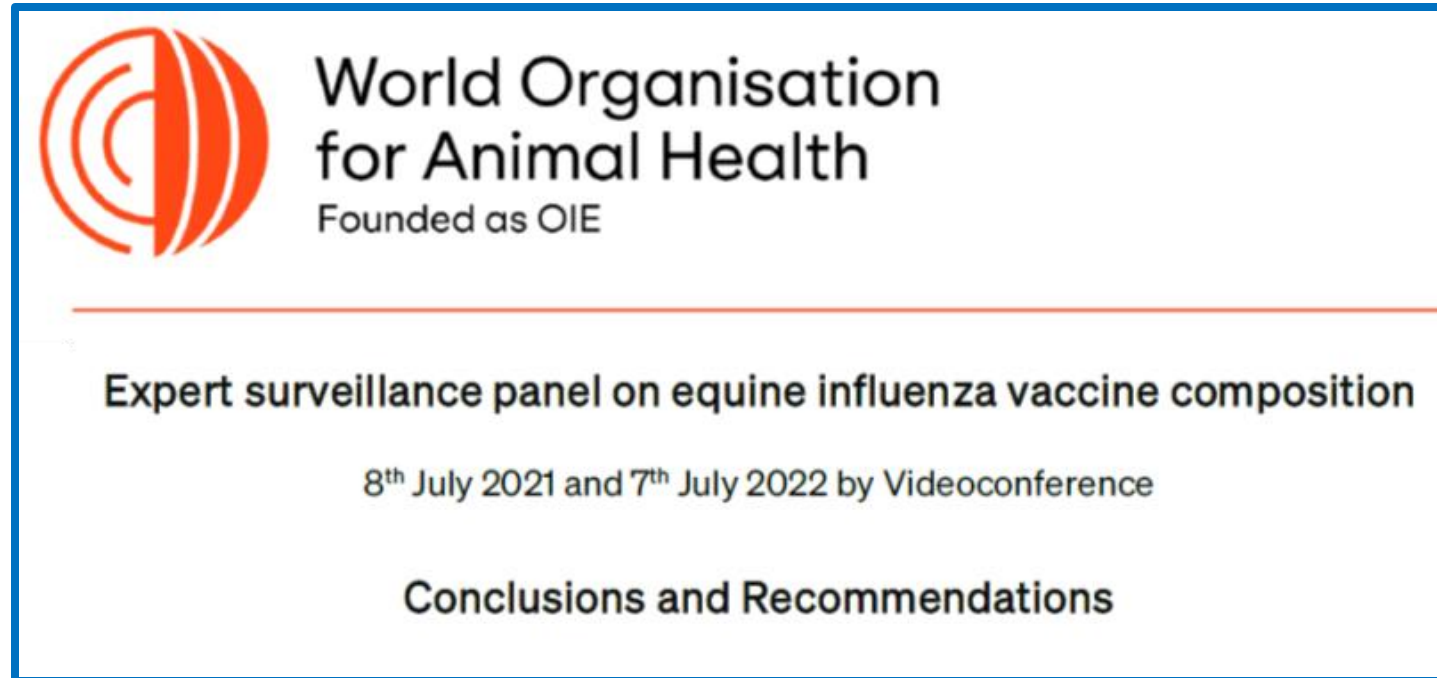 World Organisation
for Animal Health
Founded as OIE
Expert surveillance panel on equine influenza vaccine composition
8th July 2021 and 7th July 2022 by Videoconference
Conclusions and Recommendations